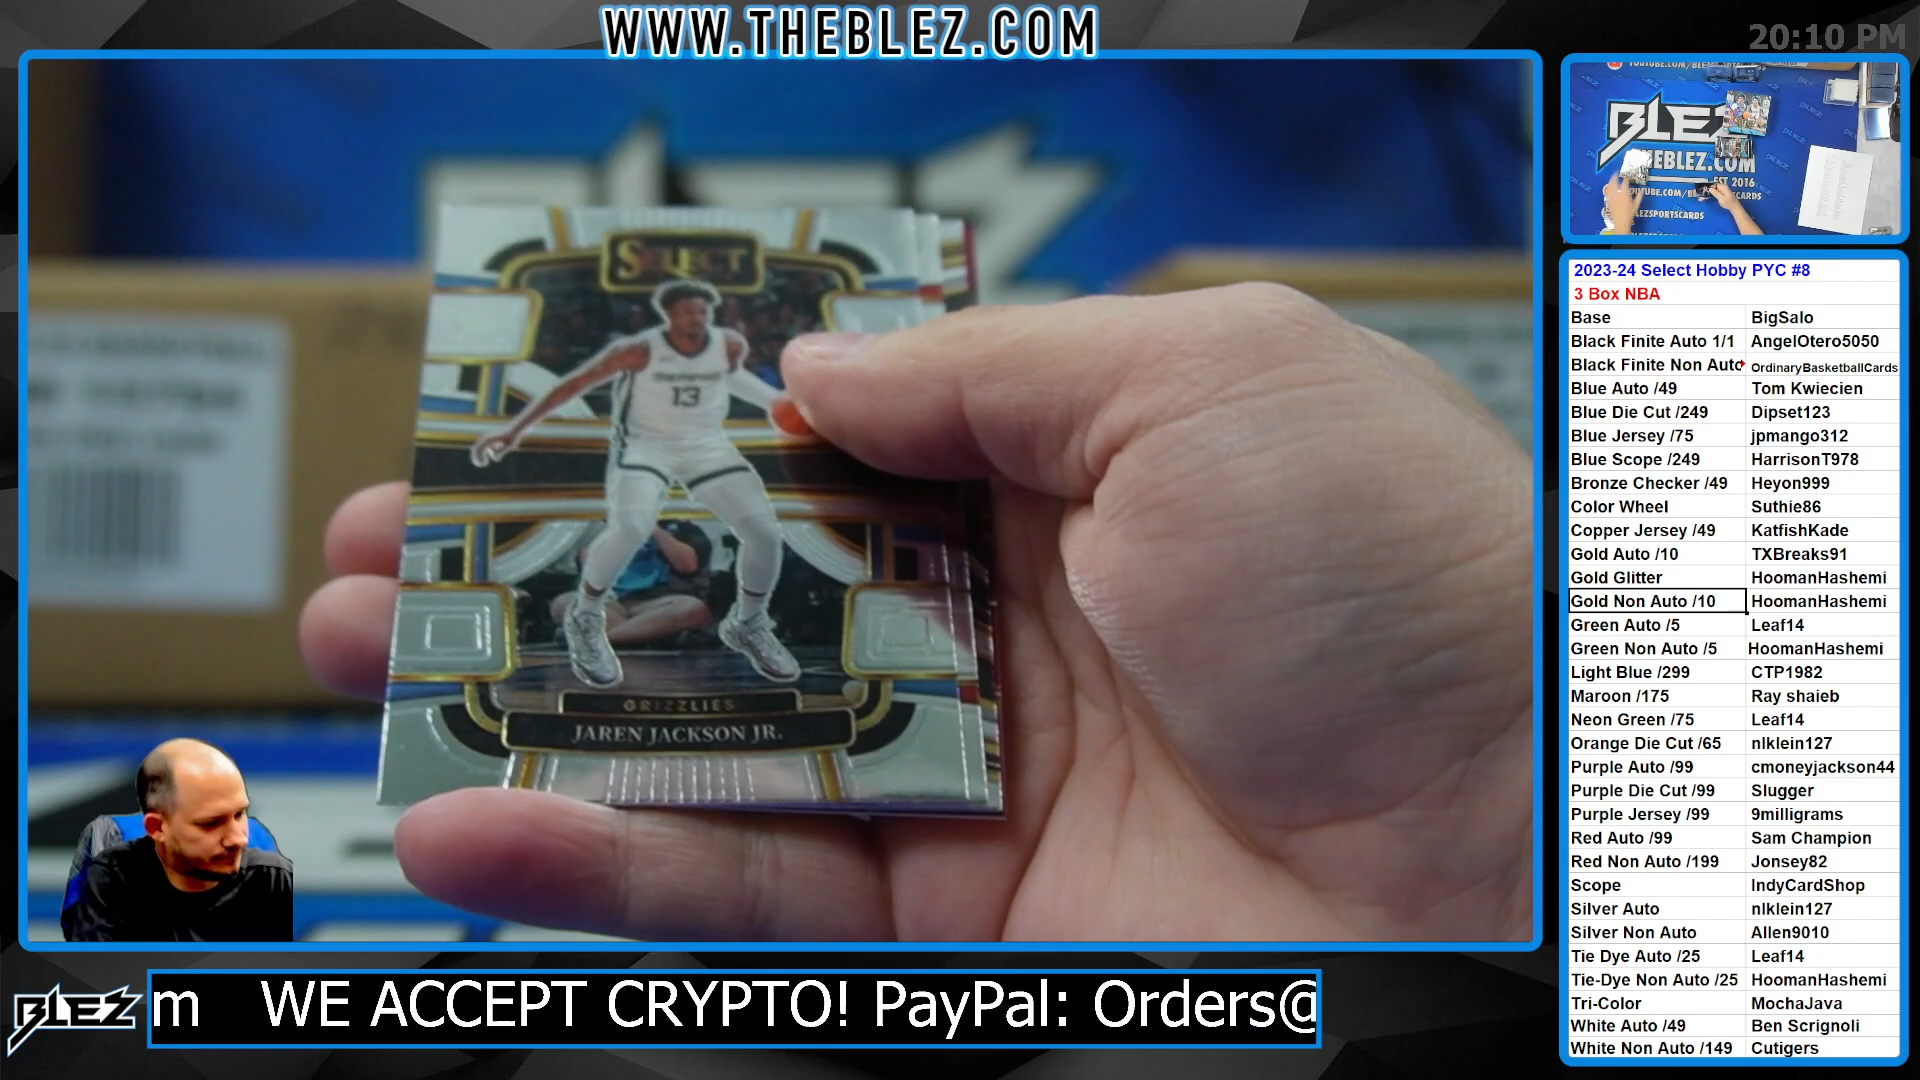 WWW.THEBLEZ.COM
20:10 PM
SELECT
13
GRIZZLIES
JAREN JACKSON JR.
BLEZ
THEBLEZ.COM
EST 2016
2023-24 Select Hobby PYC #8
3 Box NBA
Base BigSalo
Black Finite Auto 1/1 AngelOtero5050
Black Finite Non Auto OrdinaryBasketballCards
Blue Auto /49 Tom Kwiecien
Blue Die Cut /249 Dipset123
Blue Jersey /75 jpmango312
Blue Scope /249 HarrisonT978
Bronze Checker /49 Heyon999
Color Wheel Suthie86
Copper Jersey /49 KatfishKade
Gold Auto /10 TXBreaks91
Gold Glitter HoomanHashemi
Gold Non Auto /10 HoomanHashemi
Green Auto /5 Leaf14
Green Non Auto /5 HoomanHashemi
Light Blue /299 CTP1982
Maroon /175 Ray shaieb
Neon Green /75 Leaf14
Orange Die Cut /65 nlklein127
Purple Auto /99 cmoneyjackson44
Purple Die Cut /99 Slugger
Purple Jersey /99 9milligrams
Red Auto /99 Sam Champion
Red Non Auto /199 Jonsey82
Scope IndyCardShop
Silver Auto nlklein127
Silver Non Auto Allen9010
Tie Dye Auto /25 Leaf14
Tie-Dye Non Auto /25 HoomanHashemi
Tri-Color MochaJava
White Auto /49 Ben Scrignoli
White Non Auto /149 Cutigers
BLEZ
m WE ACCEPT CRYPTO! PayPal: Orders@